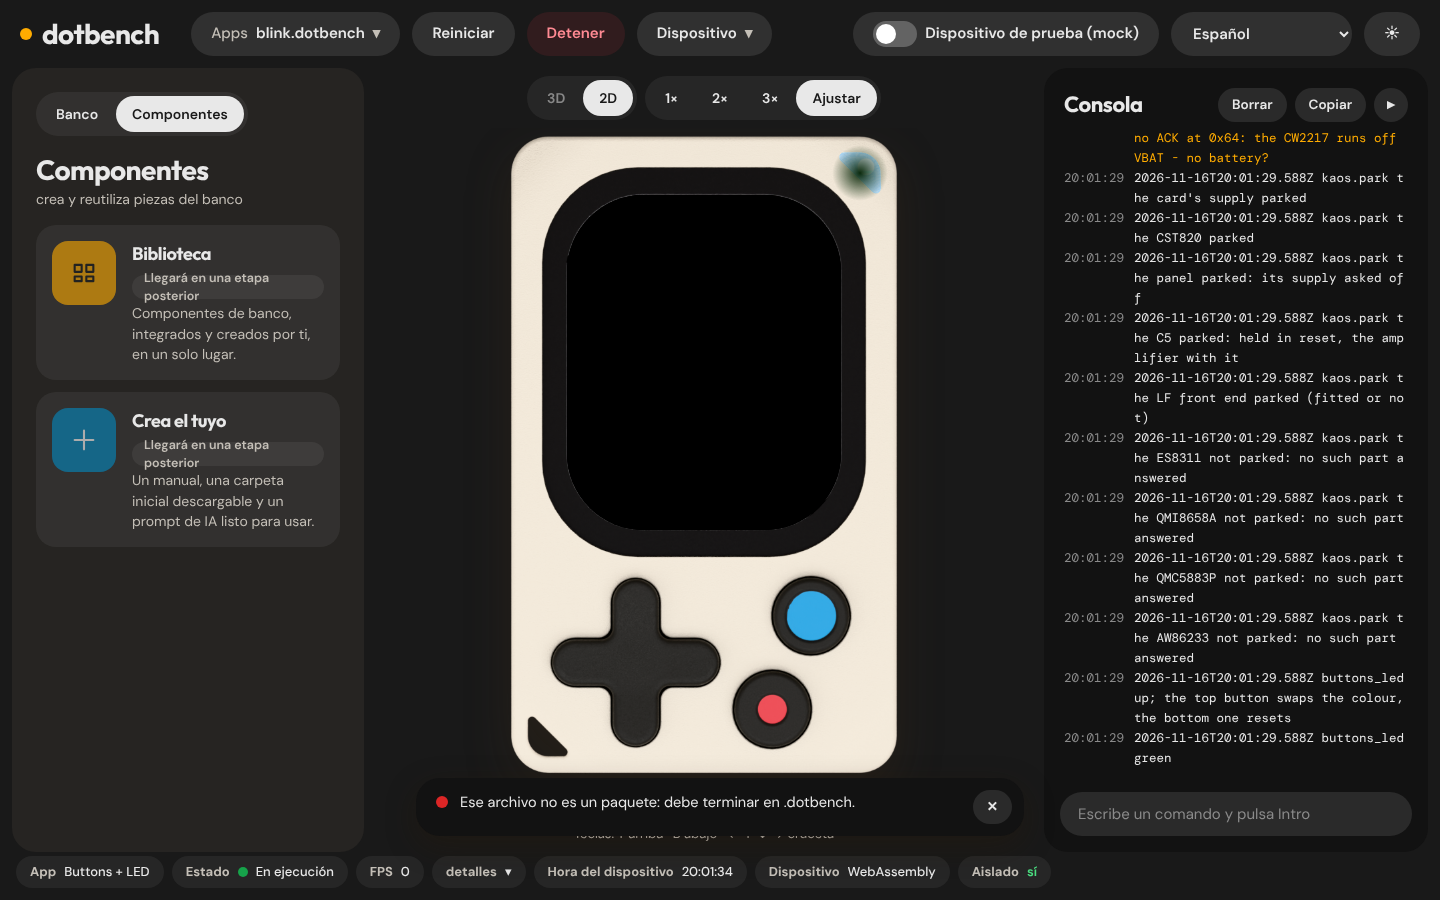 dotbench
Apps blink.dotbench ▾
Reiniciar
Detener
Dispositivo ▾
Dispositivo de prueba (mock)
Español
Banco
Componentes
Componentes
crea y reutiliza piezas del banco
Biblioteca
Llegará en una etapa
posterior
Componentes de banco,
integrados y creados por ti,
en un solo lugar.
Crea el tuyo
Llegará en una etapa
posterior
Un manual, una carpeta
inicial descargable y un
prompt de IA listo para usar.
3D
2D
1×
2×
3×
Ajustar
Ese archivo no es un paquete: debe terminar en .dotbench.
Consola
Borrar
Copiar
no ACK at 0x64: the CW2217 runs off
VBAT - no battery?
20:01:29 2026-11-16T20:01:29.588Z kaos.park t
he card's supply parked
20:01:29 2026-11-16T20:01:29.588Z kaos.park t
he CST820 parked
20:01:29 2026-11-16T20:01:29.588Z kaos.park t
he panel parked: its supply asked of
f
20:01:29 2026-11-16T20:01:29.588Z kaos.park t
he C5 parked: held in reset, the amp
lifier with it
20:01:29 2026-11-16T20:01:29.588Z kaos.park t
he LF front end parked (fitted or no
t)
20:01:29 2026-11-16T20:01:29.588Z kaos.park t
he ES8311 not parked: no such part a
nswered
20:01:29 2026-11-16T20:01:29.588Z kaos.park t
he QMI8658A not parked: no such part
answered
20:01:29 2026-11-16T20:01:29.588Z kaos.park t
he QMC5883P not parked: no such part
answered
20:01:29 2026-11-16T20:01:29.588Z kaos.park t
he AW86233 not parked: no such part
answered
20:01:29 2026-11-16T20:01:29.588Z buttons_led
up; the top button swaps the colour,
the bottom one resets
20:01:29 2026-11-16T20:01:29.588Z buttons_led
green
Escribe un comando y pulsa Intro
App Buttons + LED
Estado En ejecución
FPS 0
detalles ▾
Hora del dispositivo 20:01:34
Dispositivo WebAssembly
Aislado sí